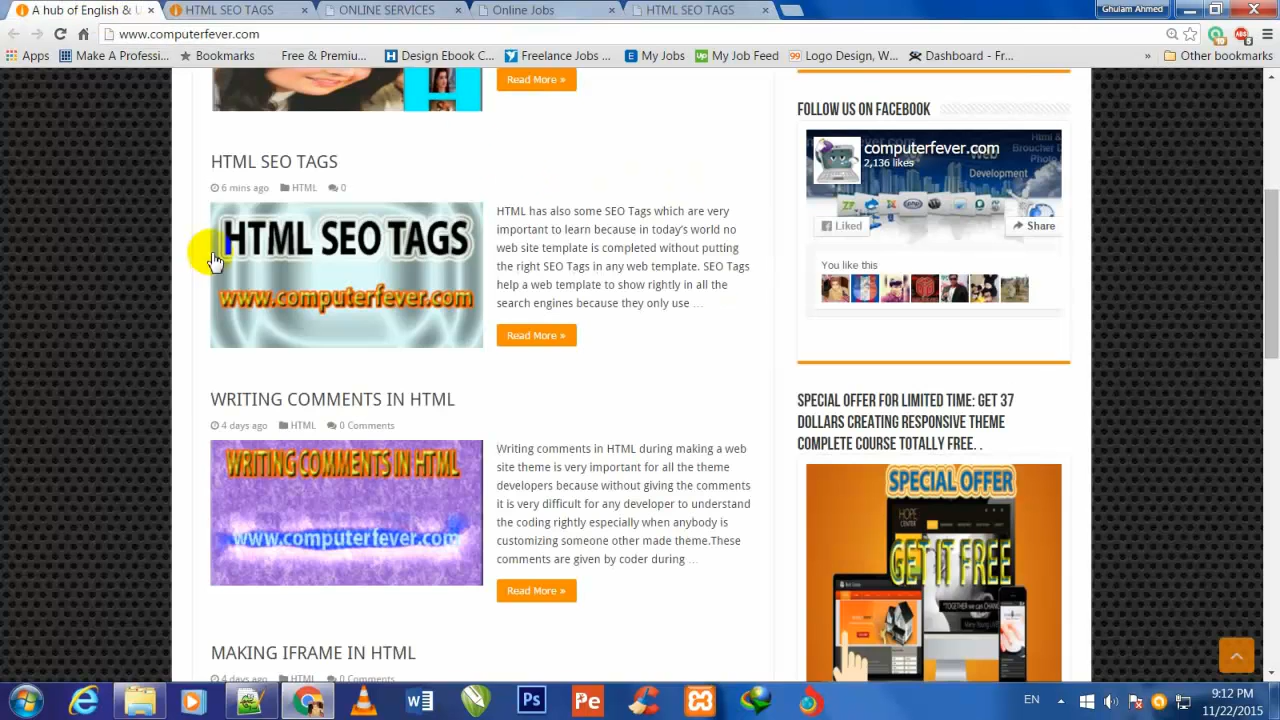 A hub of English & U
HTML SEO TAGS
ONLINE SERVICES
Online Jobs
HTML SEO TAGS
Ghulam Ahmed
www.computerfever.com
Apps
Make A Professi...
Bookmarks
Free & Premiu...
Design Ebook C...
Freelance Jobs ...
My Jobs
My Job Feed
Logo Design, W...
Dashboard - Fr...
»
Other bookmarks
Read More »
HTML SEO TAGS
6 mins ago HTML 0
HTML SEO TAGS
www.computerfever.com
HTML has also some SEO Tags which are very
important to learn because in today's world no
web site template is completed without putting
the right SEO Tags in any web template. SEO Tags
help a web template to show rightly in all the
search engines because they only use ...
Read More »
WRITING COMMENTS IN HTML
4 days ago HTML 0 Comments
WRITING COMMENTS IN HTML
www.computerfever.com
Writing comments in HTML during making a web
site theme is very important for all the theme
developers because without giving the comments
it is very difficult for any developer to understand
the coding rightly especially when anybody is
customizing someone other made theme.These
comments are given by coder during ...
Read More »
MAKING IFRAME IN HTML
4 days ago HTML 0 Comments
FOLLOW US ON FACEBOOK
computerfever.com
2,136 likes
Web
Development
Liked
Share
You like this
SPECIAL OFFER FOR LIMITED TIME: GET 37
DOLLARS CREATING RESPONSIVE THEME
COMPLETE COURSE TOTALLY FREE. .
SPECIAL OFFER
HOPE
CENTER
GET IT FREE
EN
9:12 PM
11/22/2015